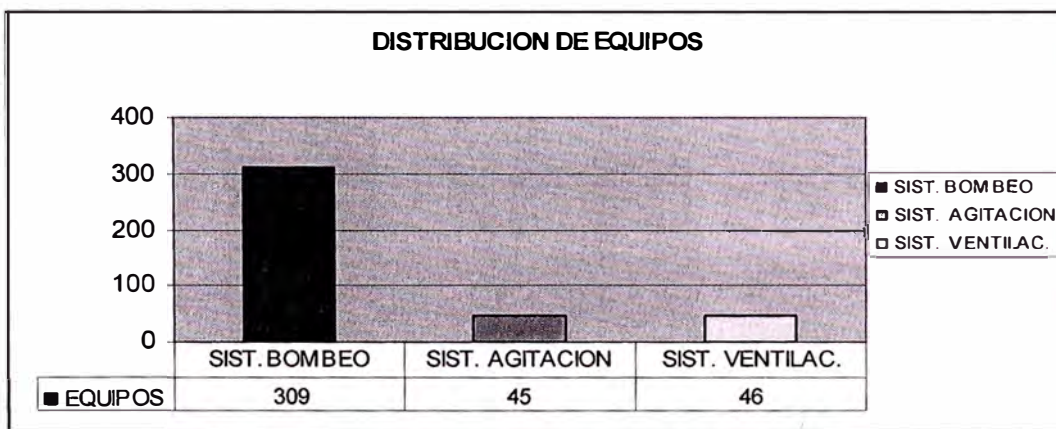 DISTRIBUCION DE EQUIPOS
400
300
200
100
0
SIST. BOMBEO
SIST. AGITACION
SIST. VENTILAC.
SIST. BOMBEO SIST. AGITACION SIST. VENTILAC.
EQUIPOS 309 45 46